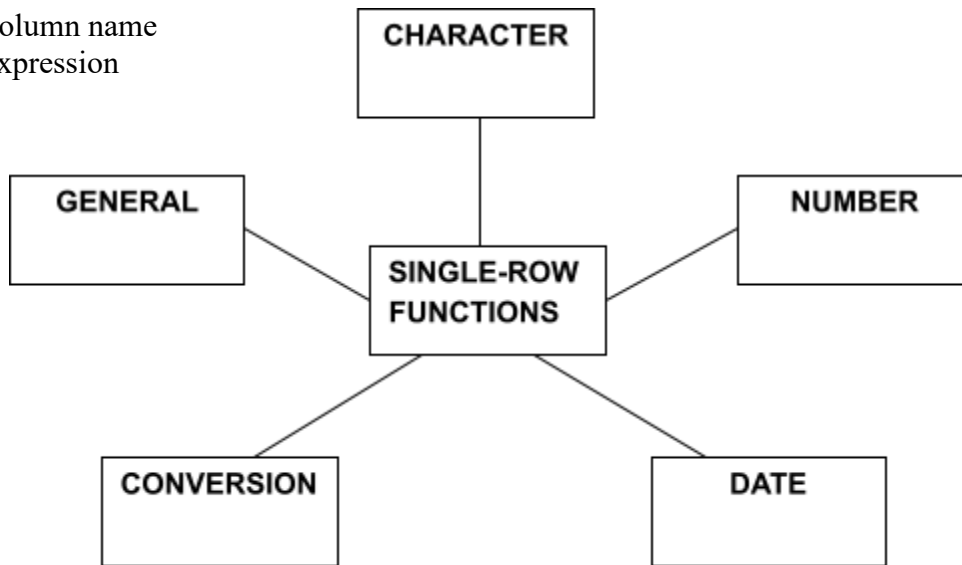 olumn name
xpression
CHARACTER
GENERAL
NUMBER
SINGLE-ROW
FUNCTIONS
CONVERSION
DATE